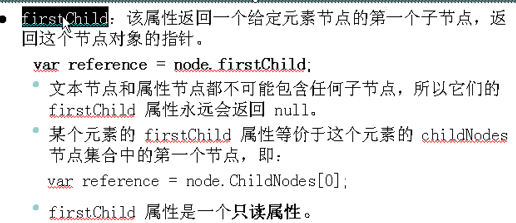 firstChild：该属性返回一个给定元素节点的第一个子节点，返
回这个节点对象的指针。
var reference = node.firstChild;
文本节点和属性节点都不可能包含任何子节点，所以它们的
firstChild 属性永远会返回 null。
某个元素的 firstChild 属性等价于这个元素的 childNodes
节点集合中的第一个节点，即：
var reference = node.ChildNodes[0];
firstChild 属性是一个只读属性。